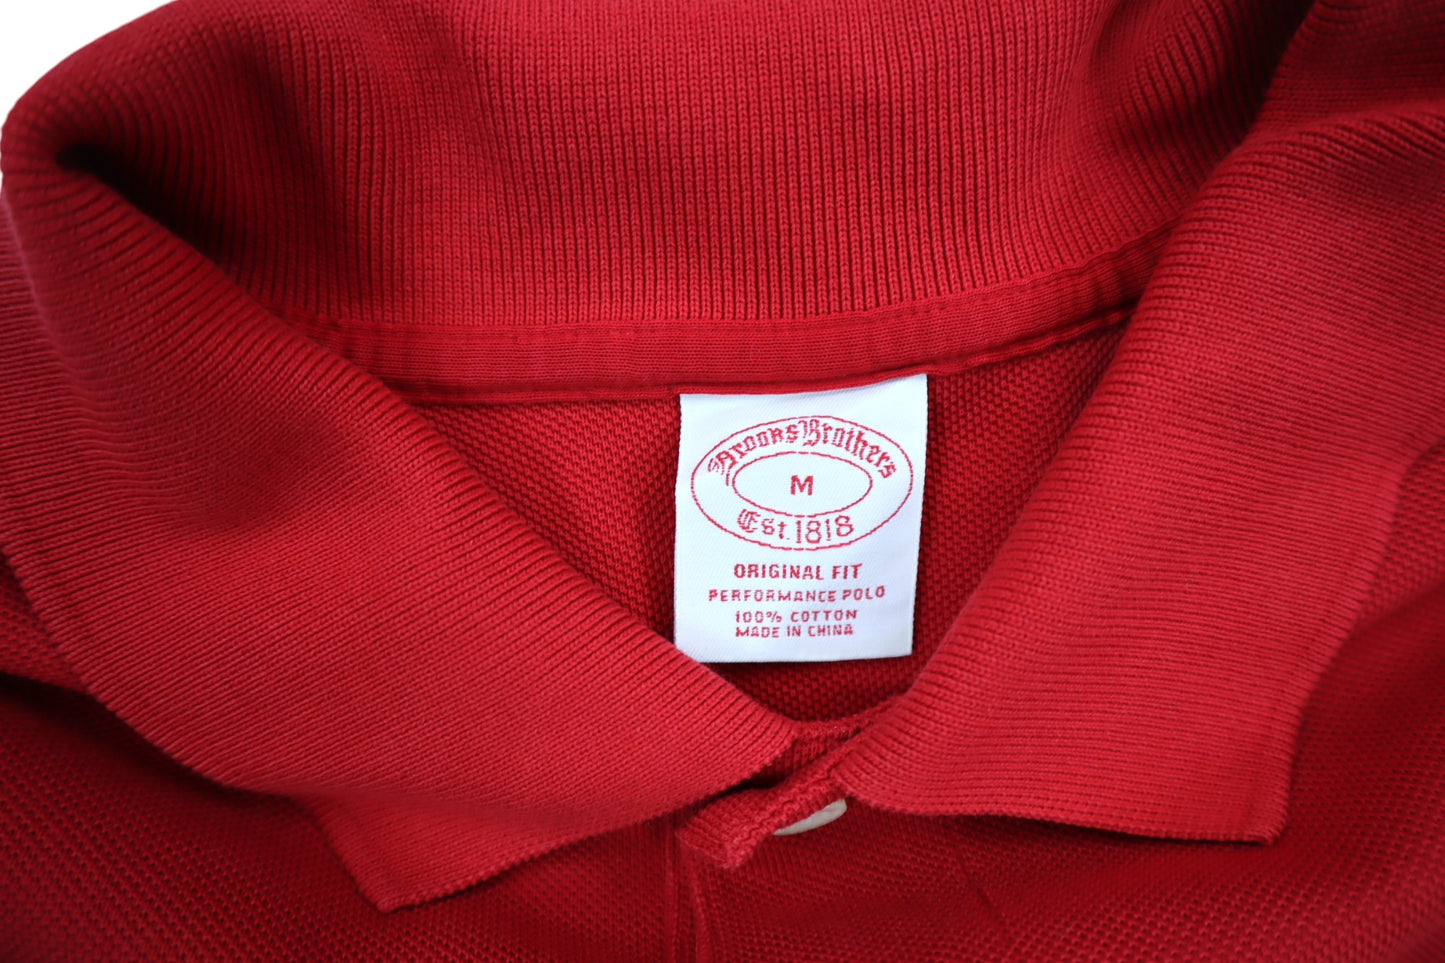 Brooks Brothers
M
Est. 1818
ORIGINAL FIT
PERFORMANCE POLO
100% COTTON
MADE IN CHINA